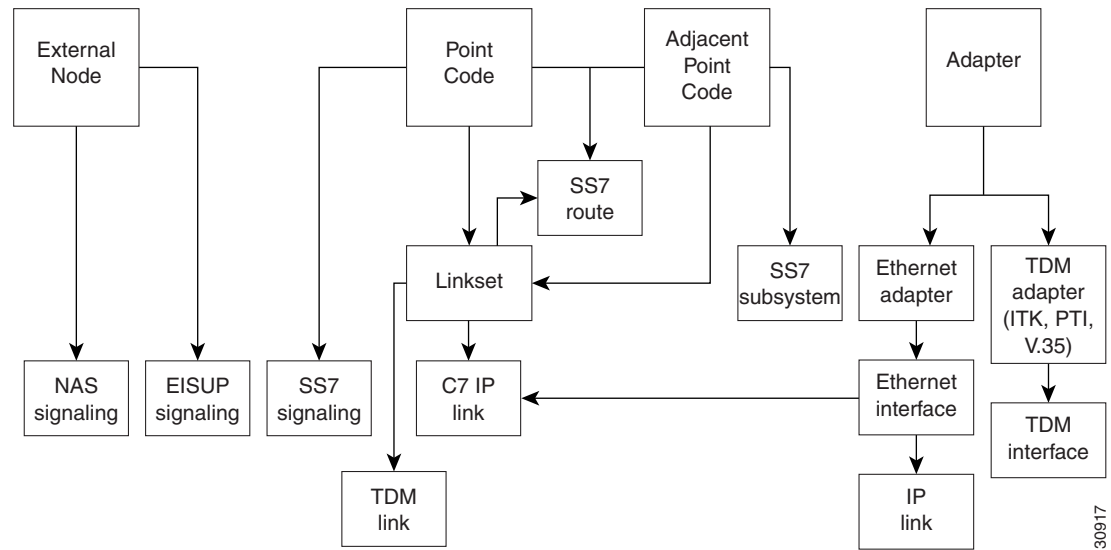 External
Node
Point
Code
Adjacent
Point
Code
Adapter
SS7
route
Linkset
SS7
subsystem
Ethernet
adapter
TDM
adapter
(ITK, PTI,
V.35)
NAS
signaling
EISUP
signaling
SS7
signaling
C7 IP
link
Ethernet
interface
TDM
interface
TDM
link
IP
link
30917